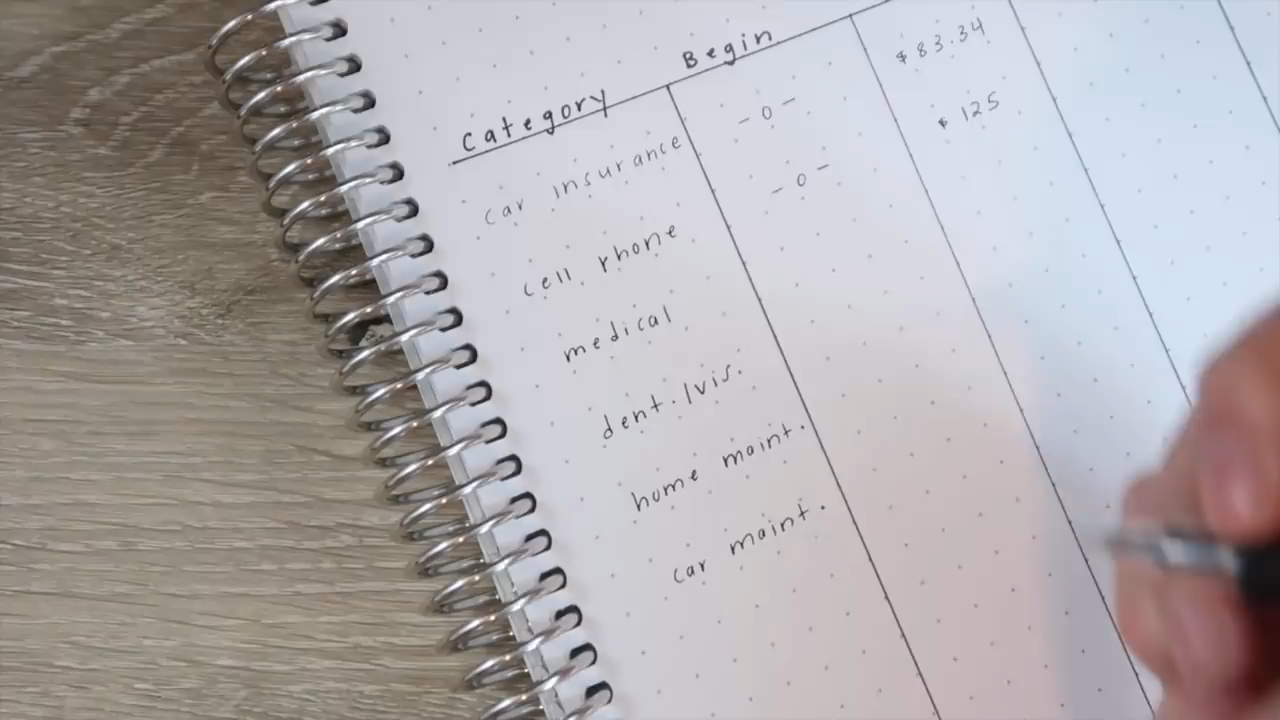 Category Begin
car insurance -0- $83.34
cell phone -0- $125
medical
dent./vis.
home maint.
car maint.